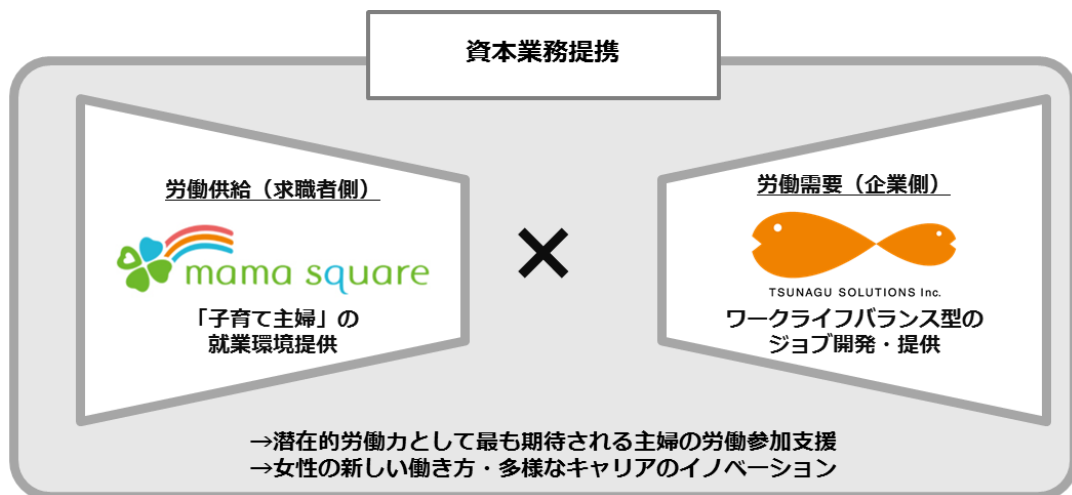 資本業務提携
労働供給（求職者側）
mama square
「子育て主婦」の
就業環境提供
×
労働需要（企業側）
TSUNAGU SOLUTIONS Inc.
ワークライフバランス型の
ジョブ開発・提供
→潜在的労働力として最も期待される主婦の労働参加支援
→女性の新しい働き方・多様なキャリアのイノベーション